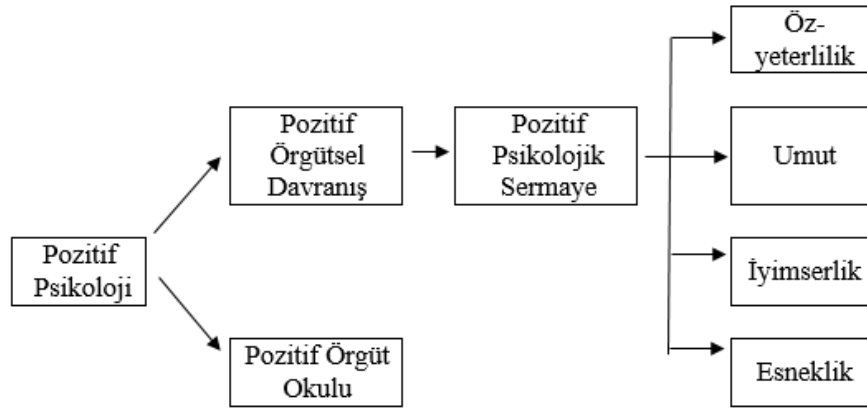 Pozitif
Psikoloji
Pozitif
Örgütsel
Davranış
Pozitif Örgüt
Okulu
Pozitif
Psikolojik
Sermaye
Öz-
yeterlilik
Umut
İyimserlik
Esneklik